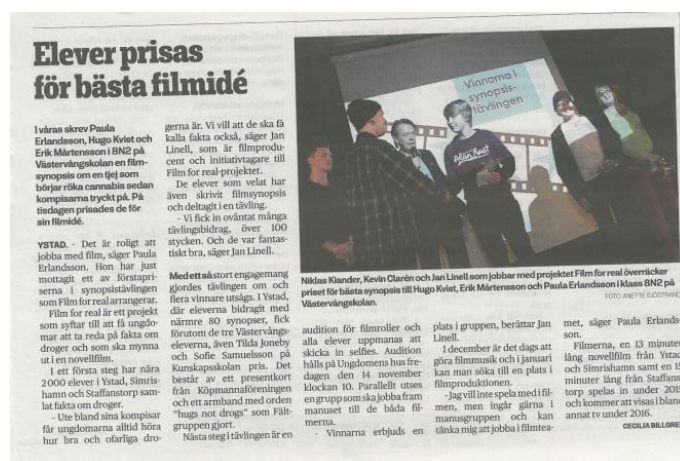 Elever prisas
för bästa filmidé
I våras skrev Paula
Erlandsson, Hugo Kvist och
Erik Mårtensson i 8N2 på
Västervångskolan en film-
synopsis om en tjej som
börjar röka cannabis sedan
kompisarna tryckt på. På
tisdagen prisades de för
sin filmidé.
YSTAD. - Det är roligt att
jobba med film, säger Paula
Erlandsson. Hon har just
mottagit ett av förstapri-
serna i synopsistävlingen
som Film for real arrangerar.
Film for real är ett projekt
som syftar till att få ungdo-
mar att ta reda på fakta om
droger och som ska mynna
ut i en novellfilm.
I ett första steg har nära
2000 elever i Ystad, Simris-
hamn och Staffanstorp sam-
lat fakta om droger.
- Ute bland sina kompisar
får ungdomarna alltid höra
hur bra och ofarliga dro-
gerna är. Vi vill att de ska få
kalla fakta också, säger Jan
Linell, som är filmprodu-
cent och initiativtagare till
Film for real-projektet.
De elever som velat har
även skrivit filmsynopsis
och deltagit i en tävling.
- Vi fick in oväntat många
tävlingsbidrag, över 100
stycken. Och de var fantas-
tiskt bra, säger Jan Linell.
Med ett så stort engagemang
gjordes tävlingen om och
flera vinnare utsågs. I Ystad,
där eleverna bidragit med
närmre 80 synopser, fick
förutom de tre Västervångs-
eleverna, även Tilda Joneby
och Sofie Samuelsson på
Kunskapsskolan pris. Det
består av ett presentkort
från Köpmannaföreningen
och ett armband med orden
"hugs not drugs" som Fält-
gruppen gjort.
Nästa steg i tävlingen är en
Vinnarna i
synopsis-
tävlingen
Niklas Kiander, Kevin Clarén och Jan Linell som jobbar med projektet Film for real överräcker
priset för bästa synopsis till Hugo Kvist, Erik Mårtensson och Paula Erlandsson i klass 8N2 på
Västervångskolan.
FOTO: ANETTE SJÖSTRAND
audition för filmroller och
alla elever uppmanas att
skicka in selfies. Audition
hålls på Ungdomens hus fre-
dagen den 14 november
klockan 10. Parallellt utses
en grupp som ska jobba fram
manuset till de båda fil-
merna.
- Vinnarna erbjuds en
plats i gruppen, berättar Jan
Linell.
I december är det dags att
göra filmmusik och i januari
kan man söka till en plats i
filmproduktionen.
- Jag vill inte spela med i fil-
men, men ingår gärna i
manusgruppen och kan
tänka mig att jobba i filmtea-
met, säger Paula Erlands-
son.
Filmerna, en 13 minuter
lång novellfilm från Ystad
och Simrishamn samt en 15
minuter lång från Staffans-
torp spelas in under 2015
och kommer att visas i bland
annat tv under 2016.
CECILIA BILLGREN